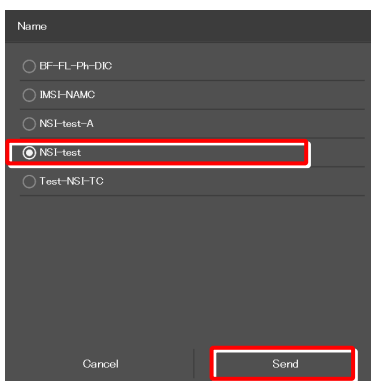 Name
BF-FL-Ph-DIC
IMSI-NAMC
NSI-test-A
NSI-test
Test-NSI-TC
Cancel Send